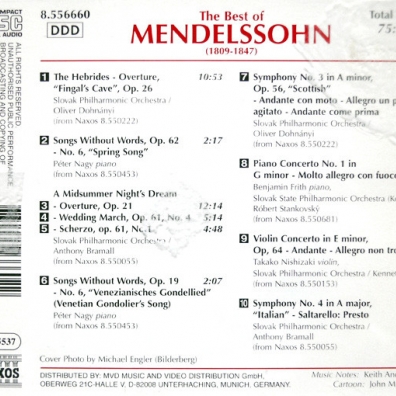 COMPACT
DISC
DIGITAL AUDIO
8.556660
DDD
The Best of
MENDELSSOHN
(1809-1847)
Total
75:
ALL RIGHTS RESERVED.
UNAUTHORISED PUBLIC PERFORMANCE
BROADCASTING AND COPYING OF
1 The Hebrides - Overture, 10:53
"Fingal's Cave", Op. 26
Slovak Philharmonic Orchestra /
Oliver Dohnányi
(from Naxos 8.550222)
2 Songs Without Words, Op. 62 2:17
- No. 6, "Spring Song"
Péter Nagy piano
(from Naxos 8.550453)
A Midsummer Night's Dream
3 - Overture, Op. 21 12:14
4 - Wedding March, Op. 61, No. 4 5:14
5 - Scherzo, op. 61, No. 4:48
Slovak Philharmonic Orchestra /
Anthony Bramall
(from Naxos 8.550055)
6 Songs Without Words, Op. 19 2:07
- No. 6, "Venezianisches Gondellied"
(Venetian Gondolier's Song)
Péter Nagy piano
(from Naxos 8.550453)
7 Symphony No. 3 in A minor,
Op. 56, "Scottish"
- Andante con moto - Allegro un p
agitato - Andante come prima
Slovak Philharmonic Orchestra/
Oliver Dohnányi
(from Naxos 8.550222)
8 Piano Concerto No. 1 in
G minor - Molto allegro con fuoco
Benjamin Frith piano,
Slovak State Philharmonic Orchestra (Ko
Róbert Stankovský
(from Naxos 8.550681)
9 Violin Concerto in E minor,
Op, 64 - Andante - Allegro non tro
Takako Nishizaki violin,
Slovak Philharmonic Orchestra / Kenne
(from Naxos 8.550153)
10 Symphony No. 4 in A major,
"Italian" - Saltarello: Presto
Slovak Philharmonic Orchestra/
Anthony Bramall
(from Naxos 8.550055)
5537
Cover Photo by Michael Engler (Bilderberg)
Music Notes: Keith And
Cartoon: John M
NAXOS
DISTRIBUTED BY: MVD MUSIC AND VIDEO DISTRIBUTION GmbH,
OBERWEG 21C-HALLE V, D-82008 UNTERHACHING, MUNICH, GERMANY.